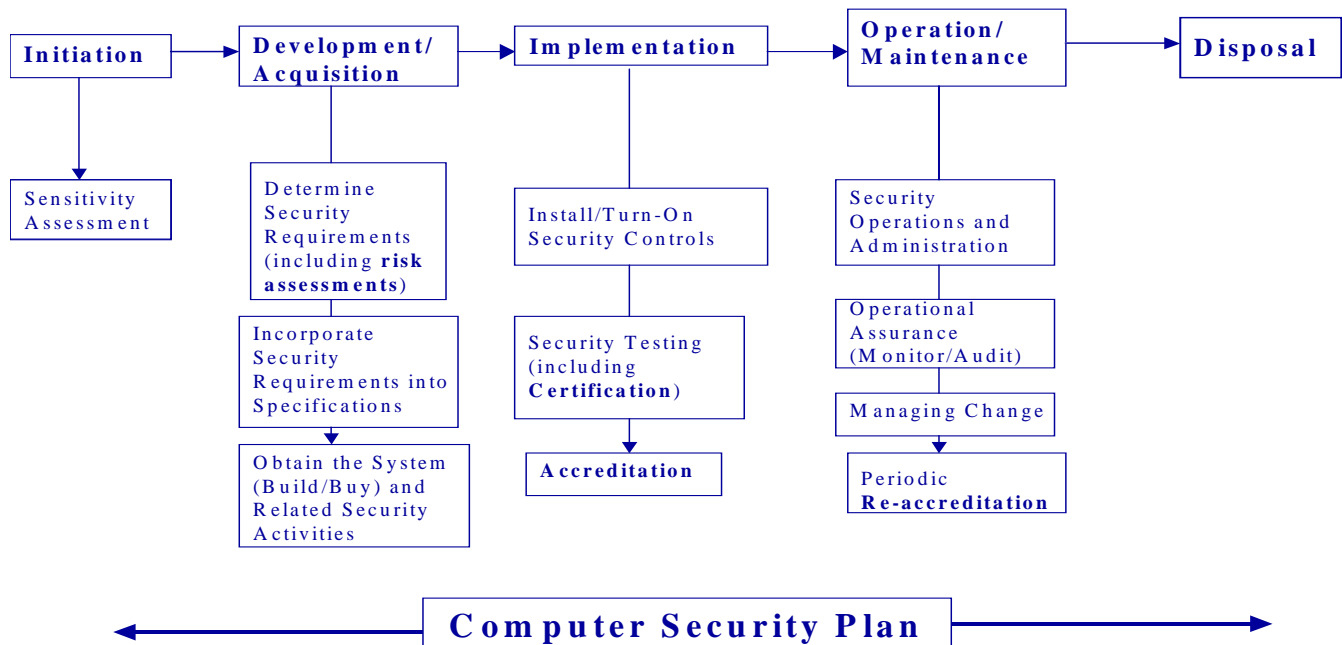 Initiation
Development/
Acquisition
Implementation
Operation/
Maintenance
Disposal
Sensitivity
Assessment
Determine
Security
Requirements
(including risk
assessments)
Incorporate
Security
Requirements into
Specifications
Obtain the System
(Build/Buy) and
Related Security
Activities
Install/Turn-On
Security Controls
Security Testing
(including
Certification)
Accreditation
Security
Operations and
Administration
Operational
Assurance
(Monitor/Audit)
Managing Change
Periodic
Re-accreditation
Computer Security Plan